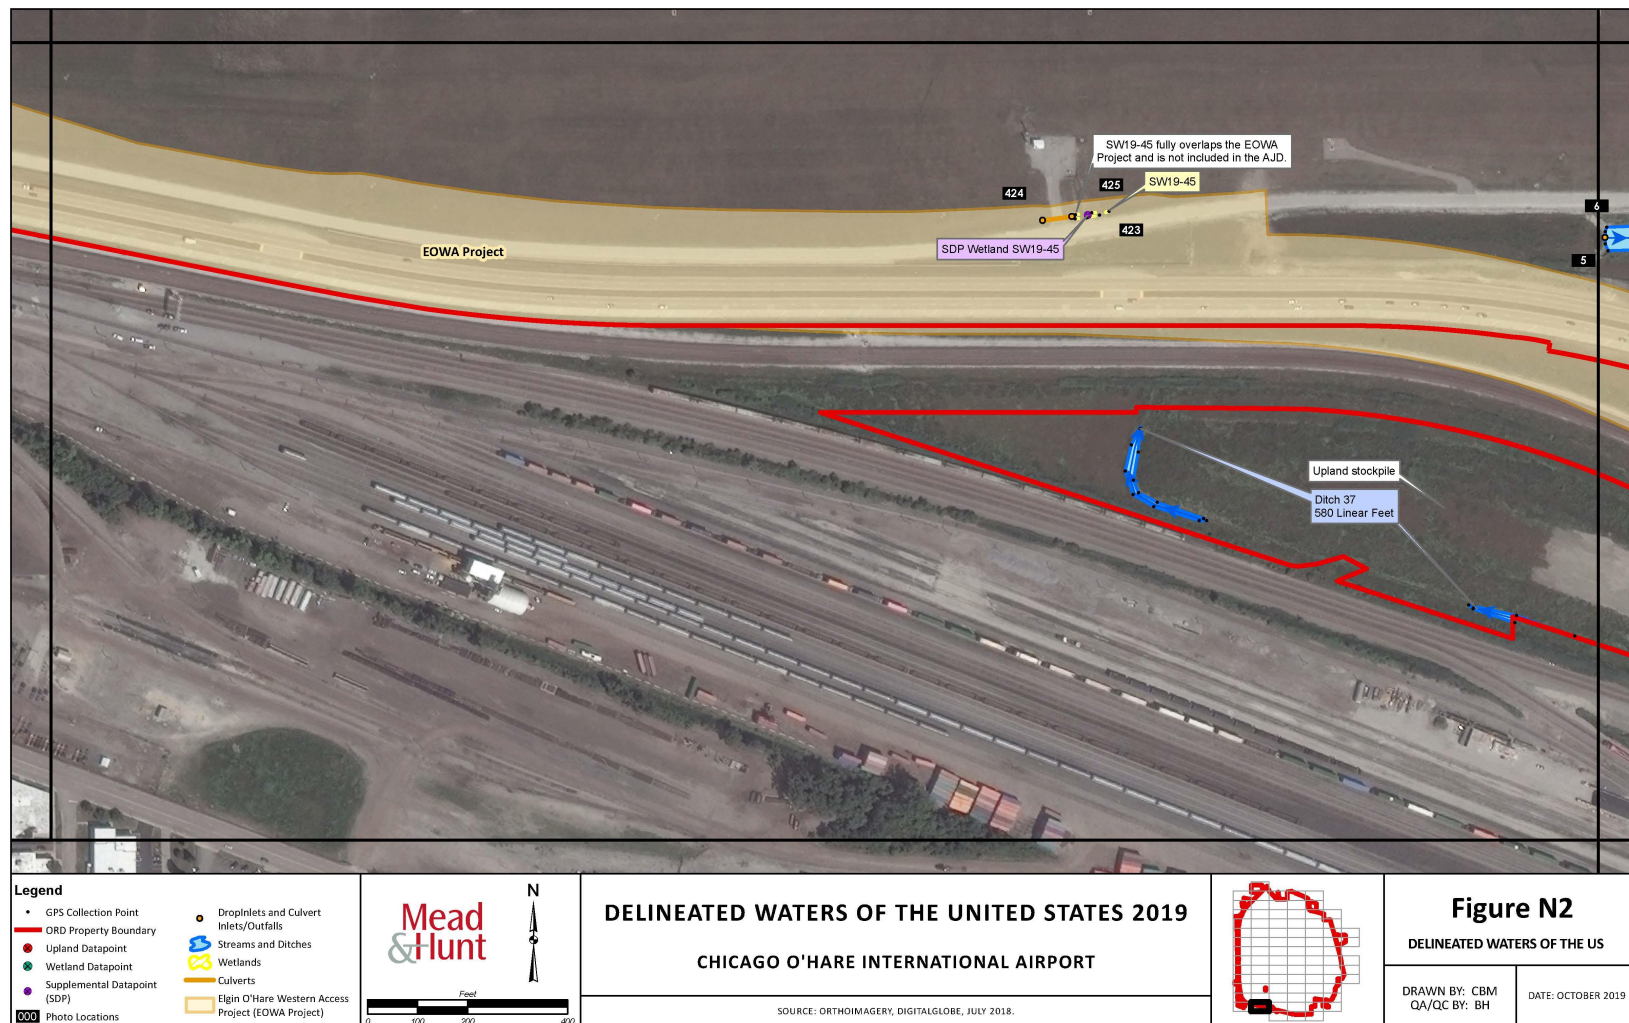 SW19-45 fully overlaps the EOWA
Project and is not included in the AJD.
424
425
SW19-45
423
SDP Wetland SW19-45
EOWA Project
6
5
Upland stockpile
Ditch 37
580 Linear Feet
Legend
GPS Collection Point
ORD Property Boundary
Upland Datapoint
Wetland Datapoint
Supplemental Datapoint
(SDP)
000 Photo Locations
DropInlets and Culvert
Inlets/Outfalls
Streams and Ditches
Wetlands
Culverts
Elgin O'Hare Western Access
Project (EOWA Project)
Mead
&Hunt
N
Feet
0 100 200 400
DELINEATED WATERS OF THE UNITED STATES 2019
CHICAGO O'HARE INTERNATIONAL AIRPORT
SOURCE: ORTHOIMAGERY, DIGITALGLOBE, JULY 2018.
Figure N2
DELINEATED WATERS OF THE US
DRAWN BY: CBM
QA/QC BY: BH
DATE: OCTOBER 2019